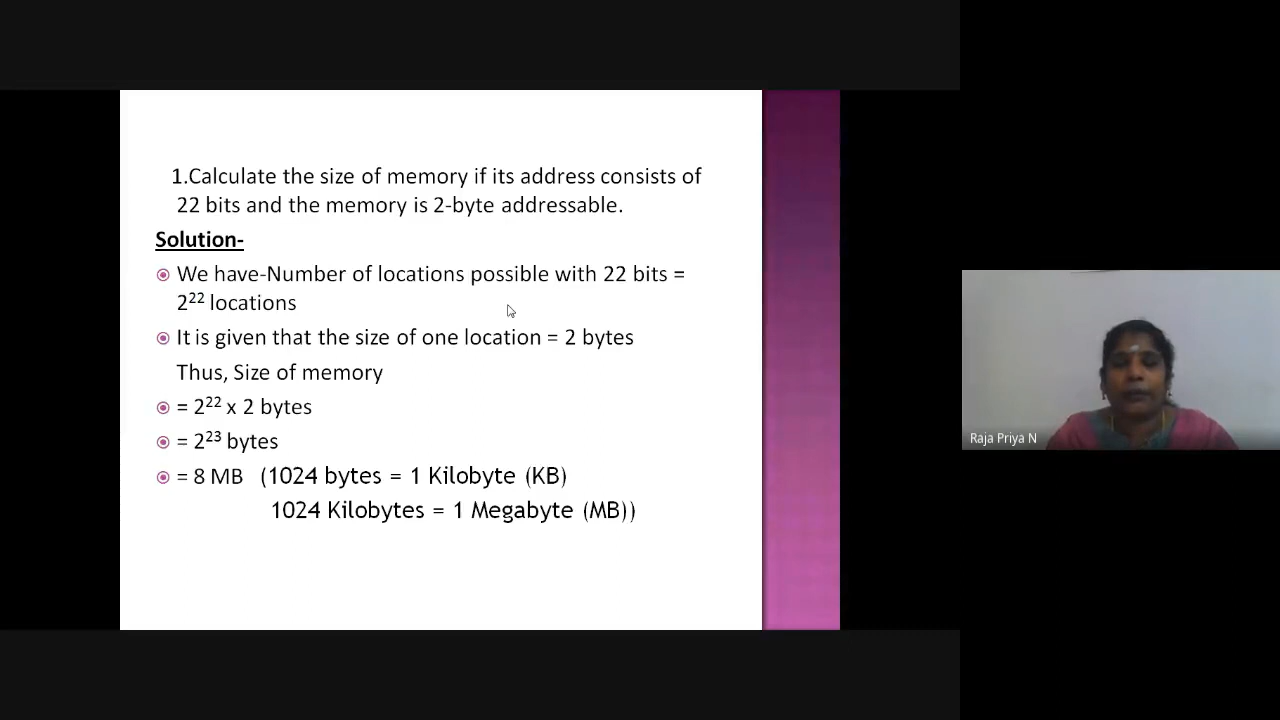 1.Calculate the size of memory if its address consists of
22 bits and the memory is 2-byte addressable.
Solution-
We have-Number of locations possible with 22 bits =
2²² locations
It is given that the size of one location = 2 bytes
Thus, Size of memory
= 2²² x 2 bytes
= 2²³ bytes
= 8 MB (1024 bytes = 1 Kilobyte (KB)
1024 Kilobytes = 1 Megabyte (MB))
Raja Priya N